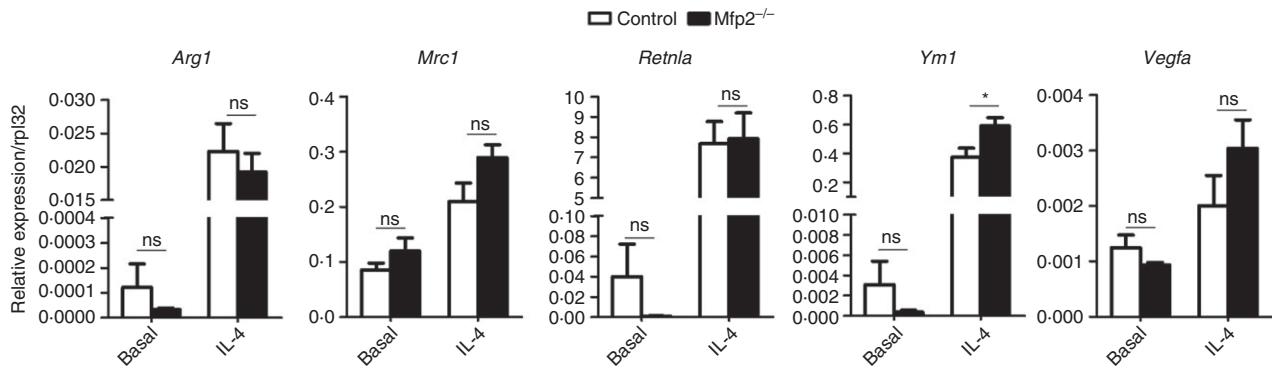 Control Mfp2−/−
Arg1 Mrc1 Retnla Ym1 Vegfa
Relative expression/rpl32
0·030
0·025
0·020
0·015
0·0004
0·0003
0·0002
0·0001
0·0000
ns
ns
Basal
IL-4
0·4
0·3
0·2
0·1
0·0
ns
ns
Basal
IL-4
10
9
8
7
6
5
0·10
0·08
0·06
0·04
0·02
0·00
ns
ns
Basal
IL-4
0·8
0·6
0·4
0·2
0·010
0·008
0·006
0·004
0·002
0·000
ns
*
Basal
IL-4
0·004
0·003
0·002
0·001
0·000
ns
ns
Basal
IL-4